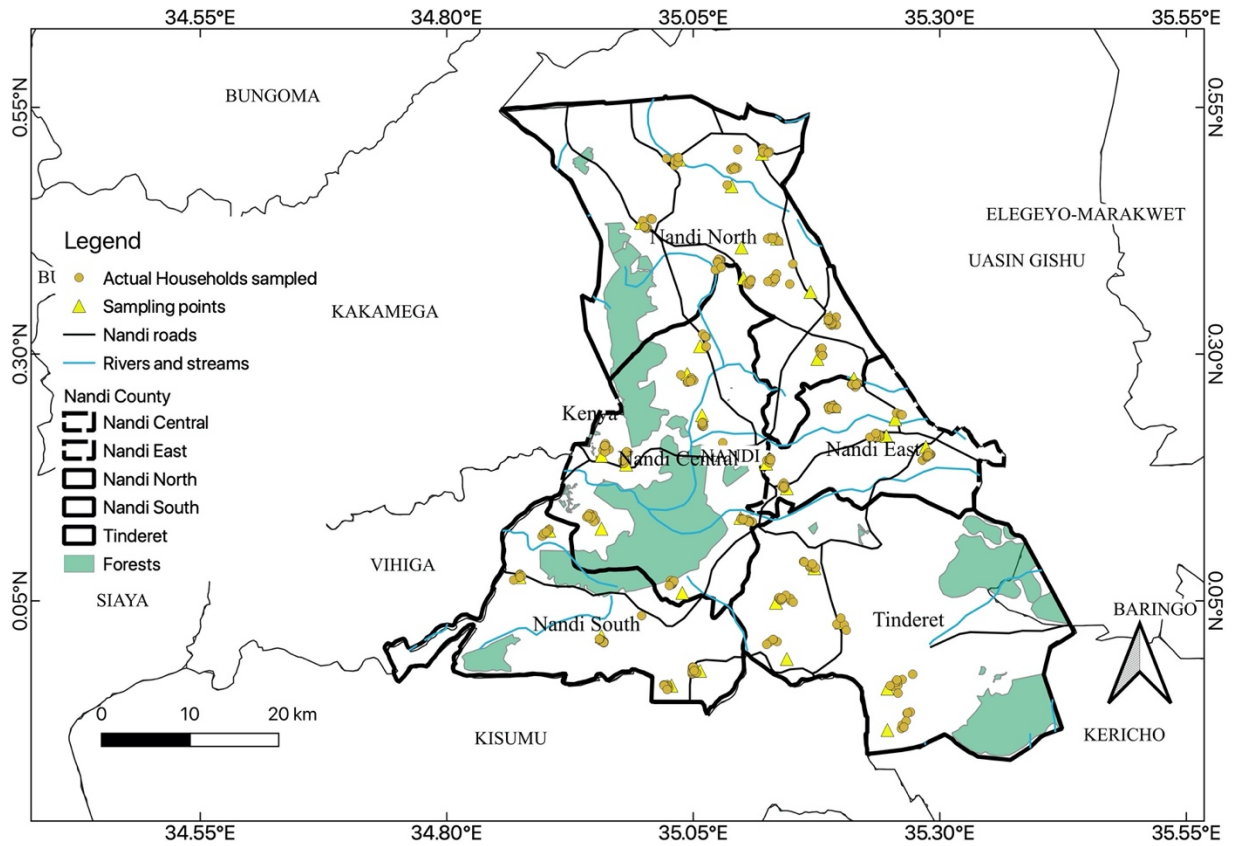 34.55°E 34.80°E 35.05°E 35.30°E 35.55°E
BUNGOMA
0.55°N 0.55°N
ELEGEYO-MARAKWET
Nandi North
Legend
UASIN GISHU
Actual Households sampled
BU
Sampling points
KAKAMEGA
Nandi roads
0.30°N 0.30°N
Rivers and streams
Nandi County
Kenya
Nandi Central
Nandi East
Nandi East
Nandi Central
NANDI
Nandi North
Nandi South
Tinderet
Forests
VIHIGA
SIAYA
0.05°N 0.05°N
BARINGO
Nandi South
Tinderet
0 10 20 km
KISUMU
KERICHO
34.55°E 34.80°E 35.05°E 35.30°E 35.55°E